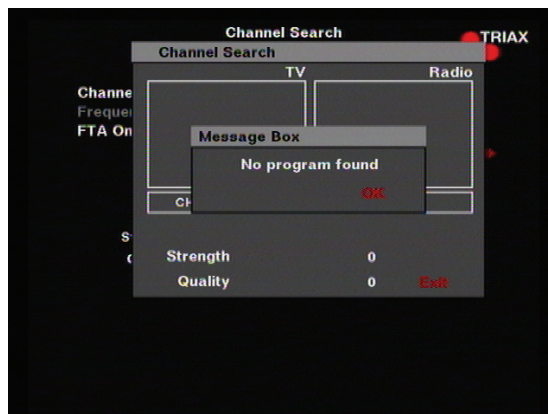 Channel Search
TRIAX
Channel Search
TV
Radio
Channe
Frequen
FTA On
Message Box
No program found
OK
CH
S
Strength
0
Quality
0
Exit